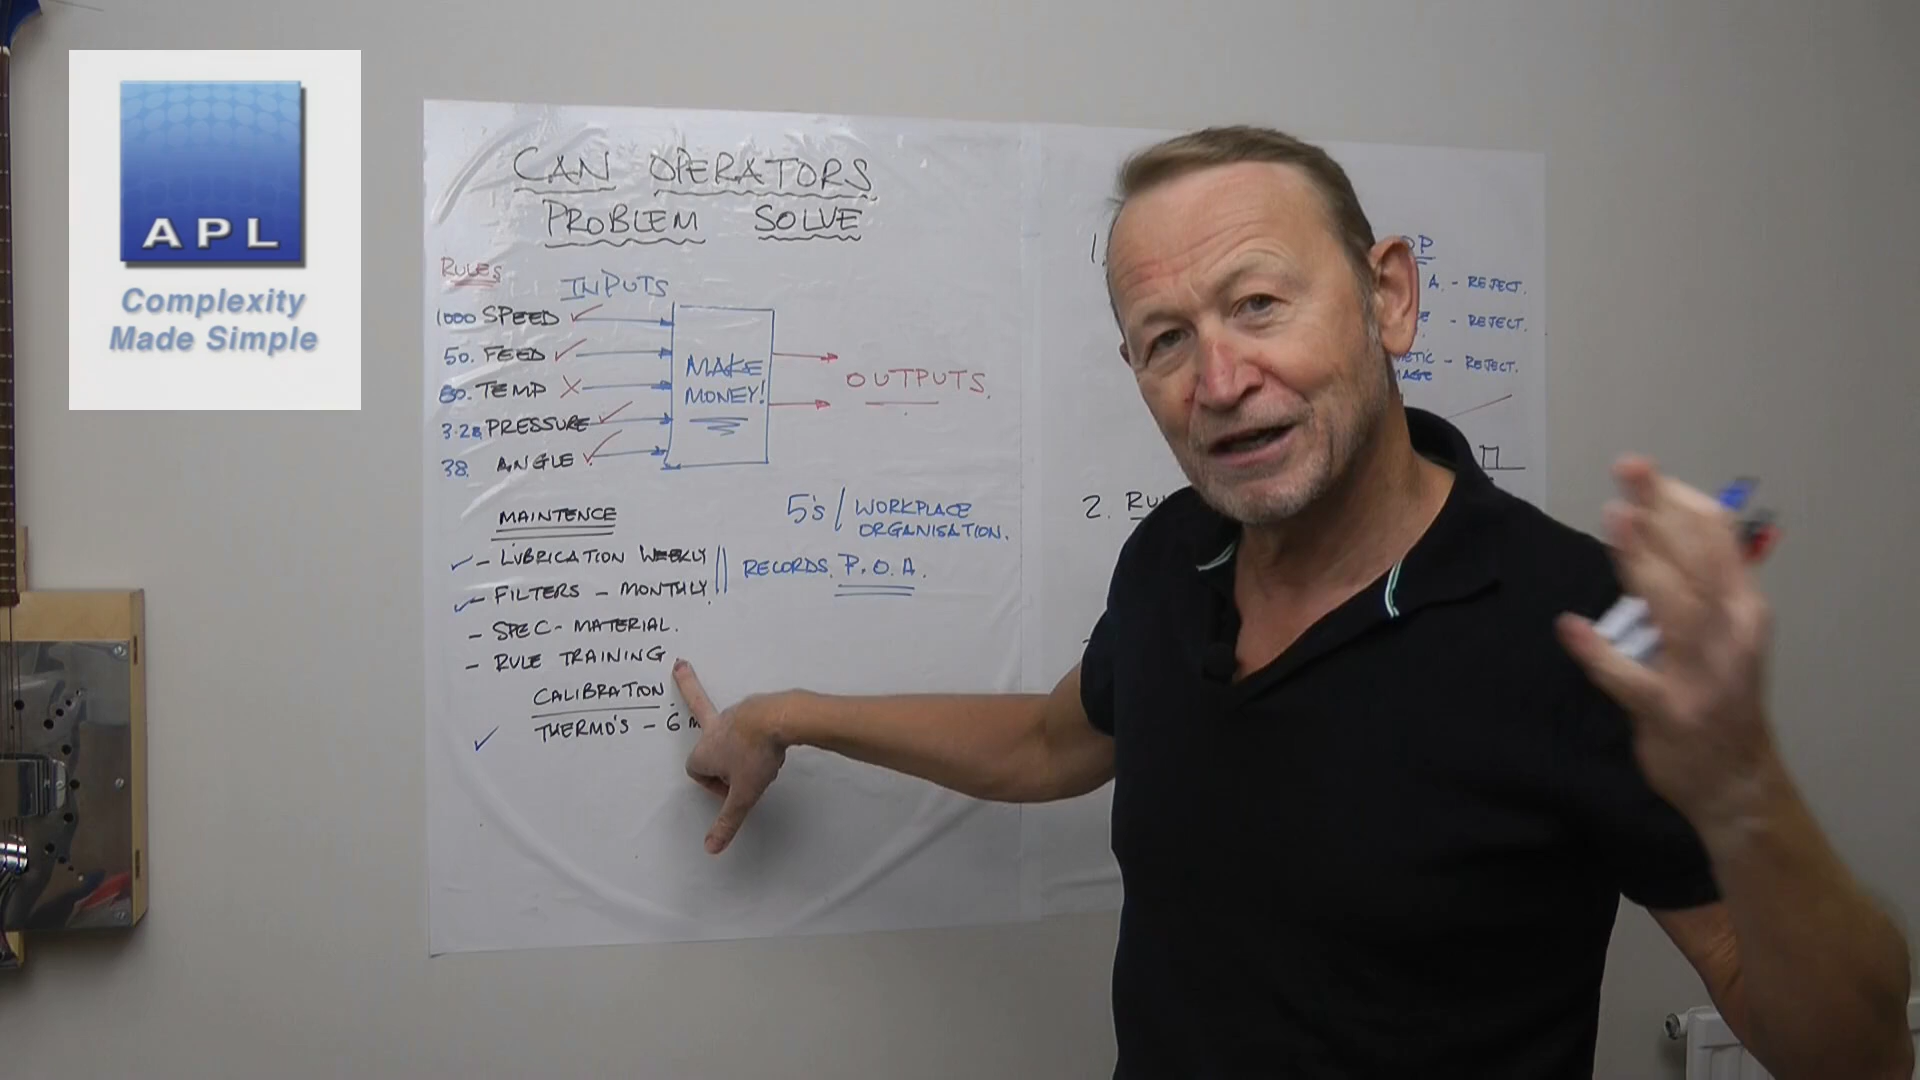 APL
Complexity
Made Simple
CAN OPERATORS
PROBLEM SOLVE
RULES
INPUTS
1000 SPEED
50. FEED
80. TEMP X
3.28 PRESSURE
38. ANGLE
MAKE
MONEY!
OUTPUTS.
MAINTENCE
- LUBRICATION WEEKLY
- FILTERS - MONTHLY.
- SPEC - MATERIAL.
- RULE TRAINING.
CALIBRATION
THERMO'S - 6
5's / WORKPLACE
ORGANISATION.
RECORDS. P.O.A.
1.
A. - REJECT.
- REJECT.
- REJECT.
2.